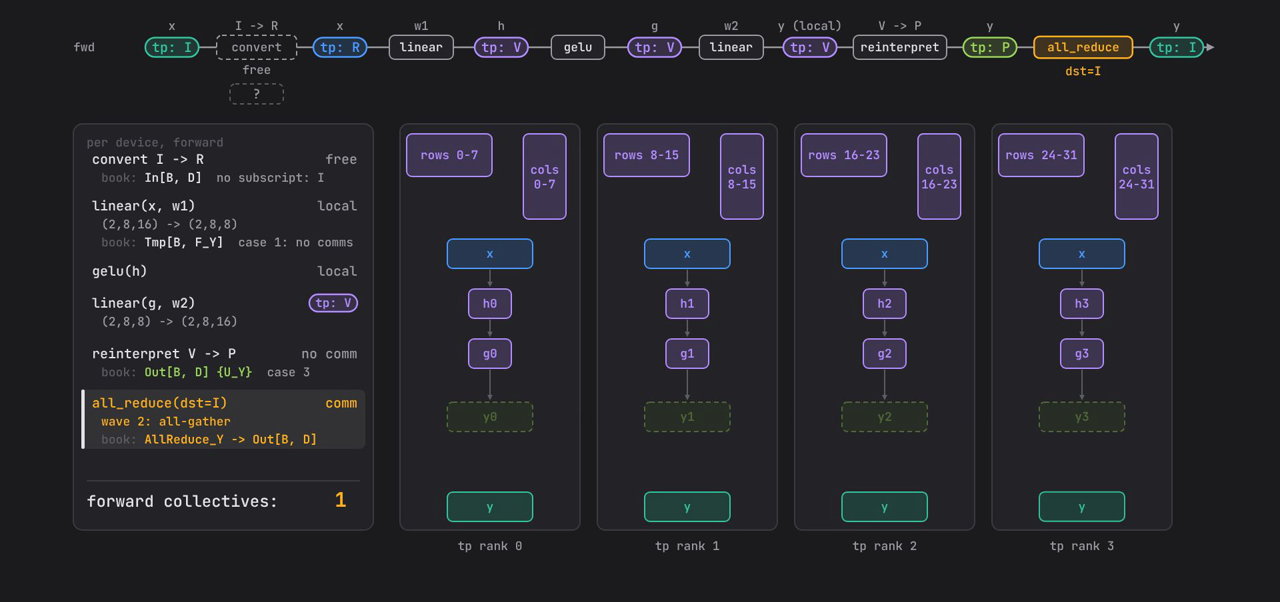 x I -> R x w1 h g w2 y (local) V -> P y y
fwd tp: I convert tp: R linear tp: V gelu tp: V linear tp: V reinterpret tp: P all_reduce tp: I
free dst=I
?
per device, forward
convert I -> R free
book: In[B, D] no subscript: I
linear(x, w1) local
(2,8,16) -> (2,8,8)
book: Tmp[B, F_Y] case 1: no comms
gelu(h) local
linear(g, w2) tp: V
(2,8,8) -> (2,8,16)
reinterpret V -> P no comm
book: Out[B, D] {U_Y} case 3
all_reduce(dst=I) comm
wave 2: all-gather
book: AllReduce_Y -> Out[B, D]
forward collectives: 1
rows 0-7
cols
0-7
x
h0
g0
y0
y
tp rank 0
rows 8-15
cols
8-15
x
h1
g1
y1
y
tp rank 1
rows 16-23
cols
16-23
x
h2
g2
y2
y
tp rank 2
rows 24-31
cols
24-31
x
h3
g3
y3
y
tp rank 3